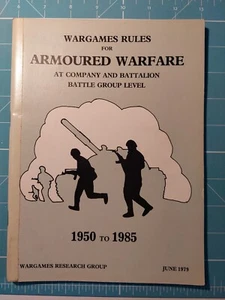 WARGAMES RULES
FOR
ARMOURED WARFARE
AT COMPANY AND BATTALION
BATTLE GROUP LEVEL
1950 TO 1985
WARGAMES RESEARCH GROUP
JUNE 1979